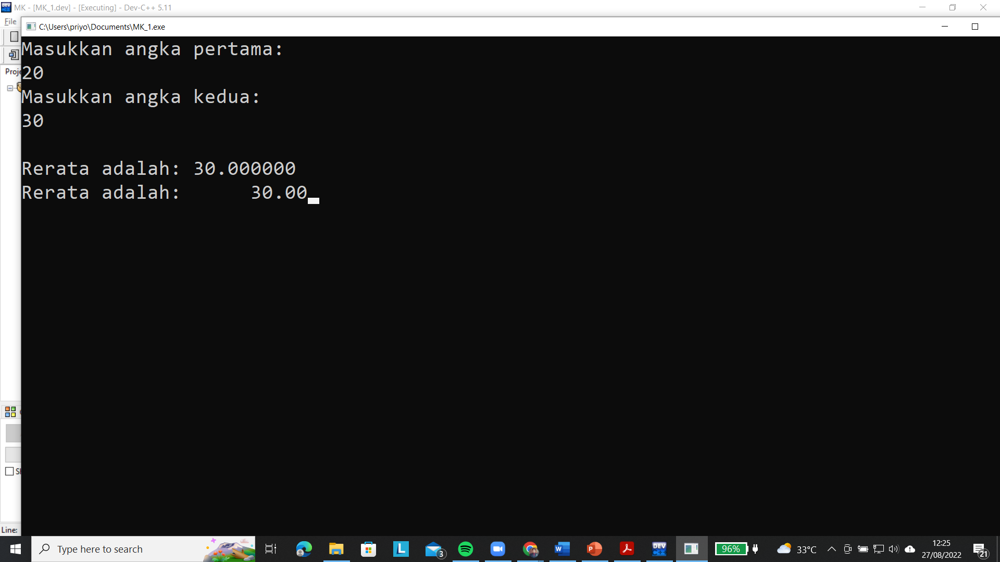 MK - [MK_1.dev] - [Executing] - Dev-C++ 5.11
File
C:\Users\priyo\Documents\MK_1.exe
Masukkan angka pertama:
20
Masukkan angka kedua:
30
Rerata adalah: 30.000000
Rerata adalah:      30.00
Line:
Type here to search
96%
33°C
12:25
27/08/2022
3
21